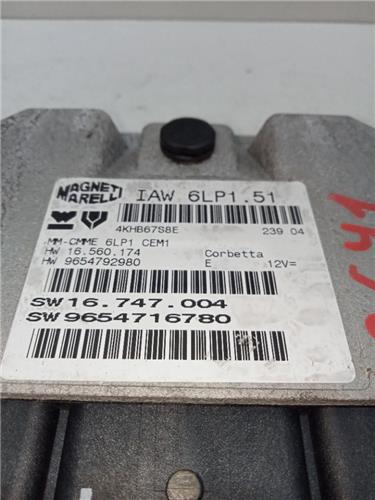 MAGNETI
MARELLI
IAW 6LP1.51
4KHB67S8E
239 04
MM-CMME 6LP1 CEM1
HW 16.560.174
Corbetta
HW 9654792980
E
12V=
SW 16.747.004
SW 9654716780